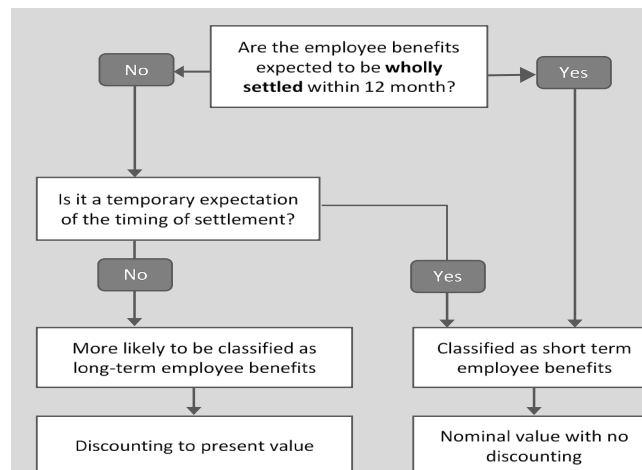 Are the employee benefits
expected to be wholly
settled within 12 month?
No
Yes
Is it a temporary expectation
of the timing of settlement?
No
Yes
More likely to be classified as
long-term employee benefits
Classified as short term
employee benefits
Discounting to present value
Nominal value with no
discounting